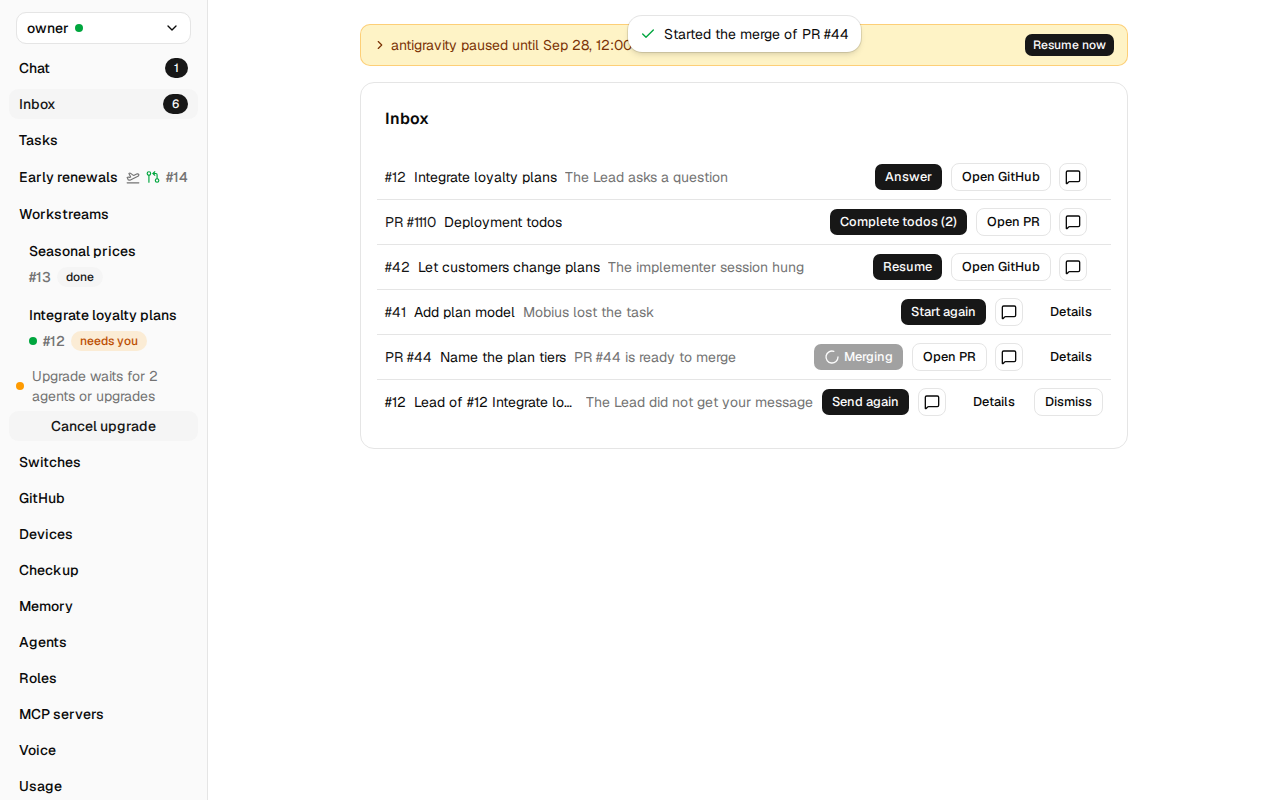 owner
Chat 1
Inbox 6
Tasks
Early renewals #14
Workstreams
Seasonal prices
#13 done
Integrate loyalty plans
#12 needs you
Upgrade waits for 2
agents or upgrades
Cancel upgrade
Switches
GitHub
Devices
Checkup
Memory
Agents
Roles
MCP servers
Voice
Usage
antigravity paused until Sep 28, 12:00
Started the merge of PR #44
Resume now
Inbox
#12 Integrate loyalty plans The Lead asks a question Answer Open GitHub
PR #1110 Deployment todos Complete todos (2) Open PR
#42 Let customers change plans The implementer session hung Resume Open GitHub
#41 Add plan model Mobius lost the task Start again Details
PR #44 Name the plan tiers PR #44 is ready to merge Merging Open PR Details
#12 Lead of #12 Integrate lo... The Lead did not get your message Send again Details Dismiss